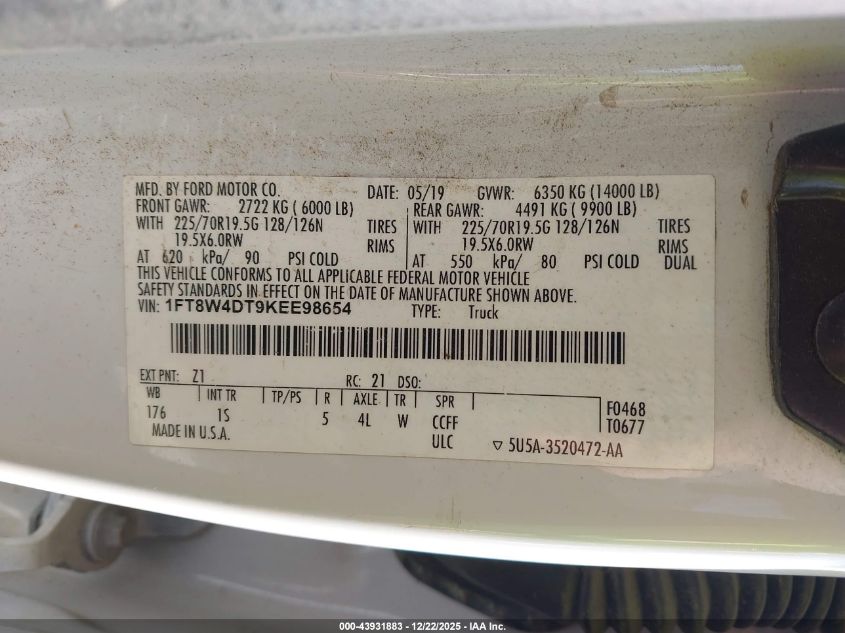 MFD. BY FORD MOTOR CO. DATE: 05/19 GVWR: 6350 KG (14000 LB)
FRONT GAWR: 2722 KG ( 6000 LB) REAR GAWR: 4491 KG ( 9900 LB)
WITH 225/70R19.5G 128/126N TIRES WITH 225/70R19.5G 128/126N TIRES
19.5X6.0RW RIMS 19.5X6.0RW RIMS
AT 620 kPa/ 90 PSI COLD AT 550 kPa/ 80 PSI COLD DUAL
THIS VEHICLE CONFORMS TO ALL APPLICABLE FEDERAL MOTOR VEHICLE
SAFETY STANDARDS IN EFFECT ON THE DATE OF MANUFACTURE SHOWN ABOVE.
VIN: 1FT8W4DT9KEE98654 TYPE: Truck
EXT PNT: Z1 RC: 21 DSO:
WB INT TR TP/PS R AXLE TR SPR F0468
176 1S 5 4L W CCFF T0677
MADE IN U.S.A. ULC ▽ 5U5A-3520472-AA
000-43931883 - 12/22/2025 - IAA Inc.